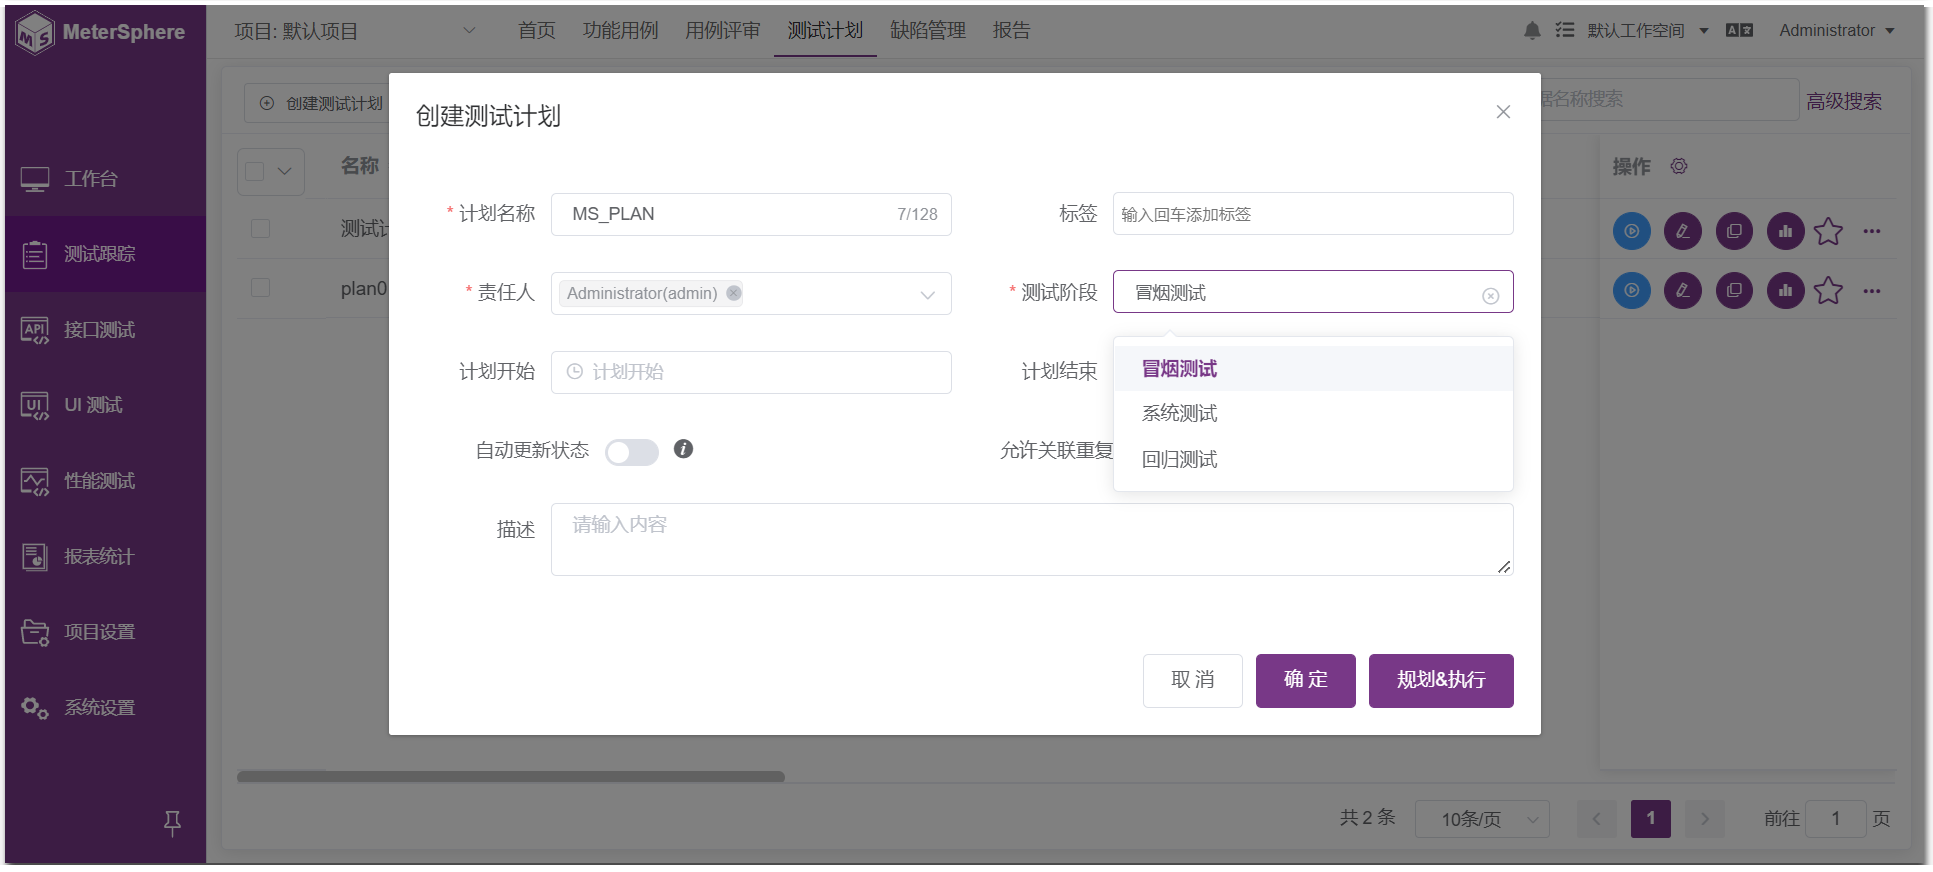 MeterSphere
项目: 默认项目
首页
功能用例
用例评审
测试计划
缺陷管理
报告
默认工作空间
Administrator
工作台
测试跟踪
接口测试
UI 测试
性能测试
报表统计
项目设置
系统设置
创建测试计划
据名称搜索
高级搜索
名称
操作
测试计
plan0
创建测试计划
* 计划名称
MS_PLAN
7/128
标签
输入回车添加标签
* 责任人
Administrator(admin)
* 测试阶段
冒烟测试
计划开始
计划开始
计划结束
冒烟测试
系统测试
回归测试
自动更新状态
允许关联重复
描述
请输入内容
取 消
确 定
规划&执行
共 2 条
10条/页
1
前往
1
页